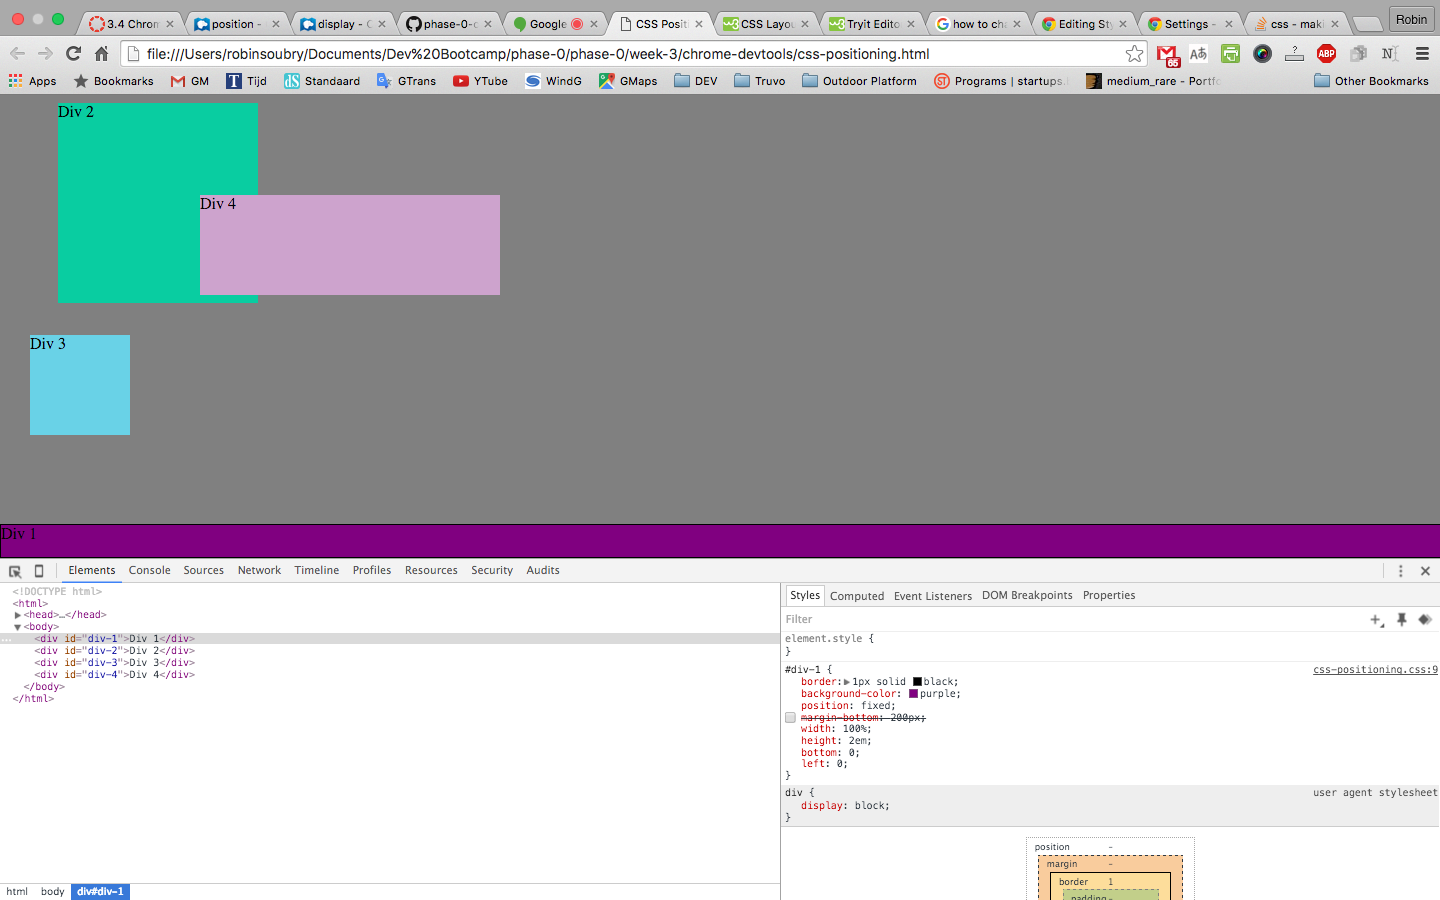 3.4 Chrom
position -
display - C
phase-0-c
Google
CSS Positi
CSS Layou
Tryit Edito
how to cha
Editing Sty
Settings -
css - maki
Robin
file:///Users/robinsoubry/Documents/Dev%20Bootcamp/phase-0/phase-0/week-3/chrome-devtools/css-positioning.html
65
ABP
Apps
Bookmarks
GM
Tijd
Standaard
GTrans
YTube
WindG
GMaps
DEV
Truvo
Outdoor Platform
Programs | startups.
medium_rare - Portf
Other Bookmarks
Div 2
Div 4
Div 3
Div 1
Elements Console Sources Network Timeline Profiles Resources Security Audits
<!DOCTYPE html>
<html>
<head>…</head>
<body>
<div id="div-1">Div 1</div>
<div id="div-2">Div 2</div>
<div id="div-3">Div 3</div>
<div id="div-4">Div 4</div>
</body>
</html>
html body div#div-1
Styles Computed Event Listeners DOM Breakpoints Properties
Filter
element.style {
}
#div-1 { css-positioning.css:9
border: 1px solid black;
background-color: purple;
position: fixed;
margin-bottom: 200px;
width: 100%;
height: 2em;
bottom: 0;
left: 0;
}
div { user agent stylesheet
display: block;
}
position -
margin -
border 1
padding -